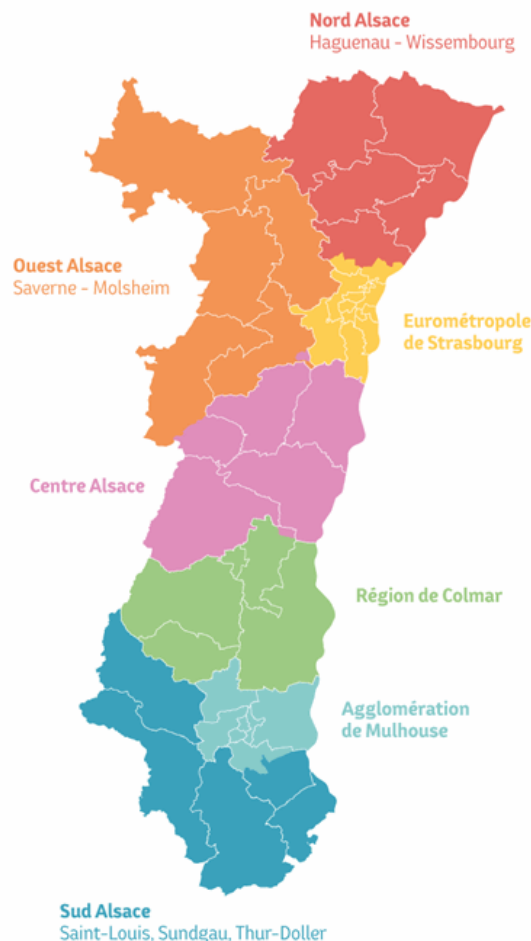 Nord Alsace
Haguenau - Wissembourg
Ouest Alsace
Saverne - Molsheim
Eurométropole
de Strasbourg
Centre Alsace
Région de Colmar
Agglomération
de Mulhouse
Sud Alsace
Saint-Louis, Sundgau, Thur-Doller